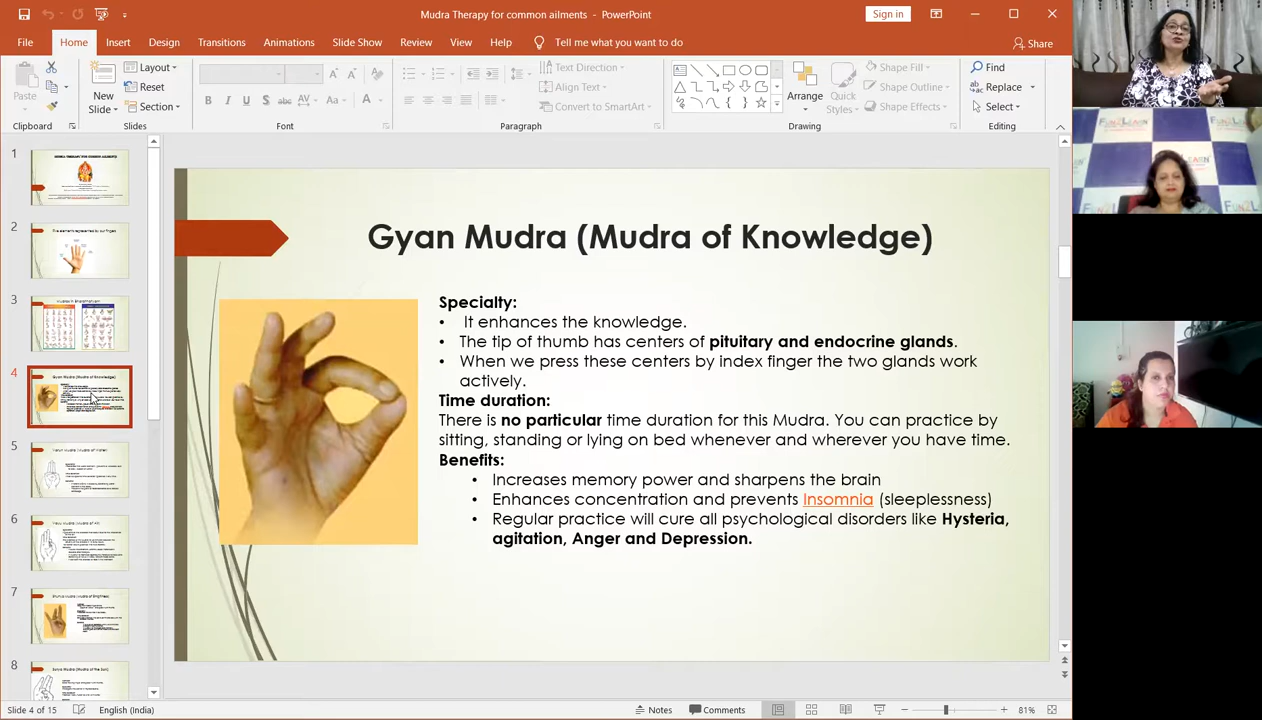 Mudra Therapy for common ailments - PowerPoint
Sign in
File Home Insert Design Transitions Animations Slide Show Review View Help Tell me what you want to do
Share
Paste
New Slide
Layout
Reset
Section
Text Direction
Align Text
Convert to SmartArt
Arrange
Quick Styles
Shape Fill
Shape Outline
Shape Effects
Find
Replace
Select
Clipboard Slides Font Paragraph Drawing Editing
1
2
3
4
5
6
7
8
Gyan Mudra (Mudra of Knowledge)
Specialty:
• It enhances the knowledge.
• The tip of thumb has centers of pituitary and endocrine glands.
• When we press these centers by index finger the two glands work
actively.
Time duration:
There is no particular time duration for this Mudra. You can practice by
sitting, standing or lying on bed whenever and wherever you have time.
Benefits:
• Increases memory power and sharpens the brain
• Enhances concentration and prevents Insomnia (sleeplessness)
• Regular practice will cure all psychological disorders like Hysteria,
agitation, Anger and Depression.
Slide 4 of 15 English (India)
Notes Comments 81%